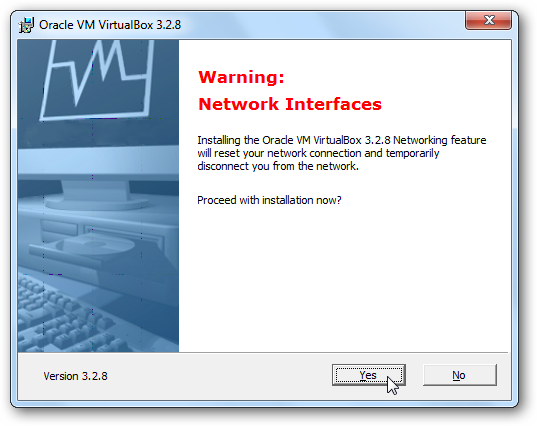 Oracle VM VirtualBox 3.2.8
Warning:
Network Interfaces
Installing the Oracle VM VirtualBox 3.2.8 Networking feature
will reset your network connection and temporarily
disconnect you from the network.
Proceed with installation now?
Version 3.2.8
Yes
No